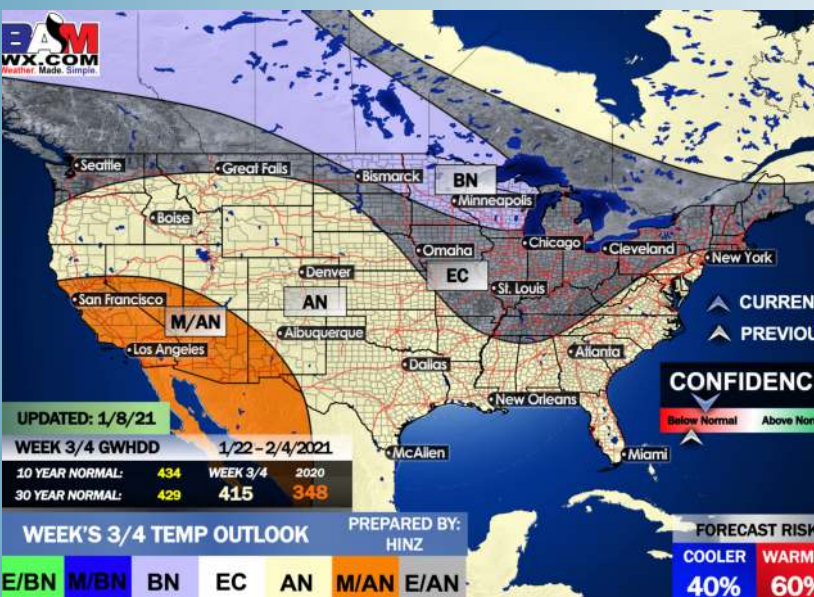 BAM
WX.COM
Weather. Made. Simple.
Seattle
Great Falls
Bismarck
BN
Minneapolis
Boise
Omaha
Chicago
Cleveland
New York
EC
St. Louis
Denver
San Francisco
AN
M/AN
Albuquerque
Los Angeles
Atlanta
Dallas
New Orleans
McAllen
Miami
CURREN
PREVIOU
CONFIDENC
Below Normal Above Nor
UPDATED: 1/8/21
WEEK 3/4 GWHDD 1/22 – 2/4/2021
10 YEAR NORMAL: 434 WEEK 3/4 2020
30 YEAR NORMAL: 429 415 348
WEEK'S 3/4 TEMP OUTLOOK
PREPARED BY:
HINZ
E/BN M/BN BN EC AN M/AN E/AN
FORECAST RISK
COOLER WARM
40% 60%